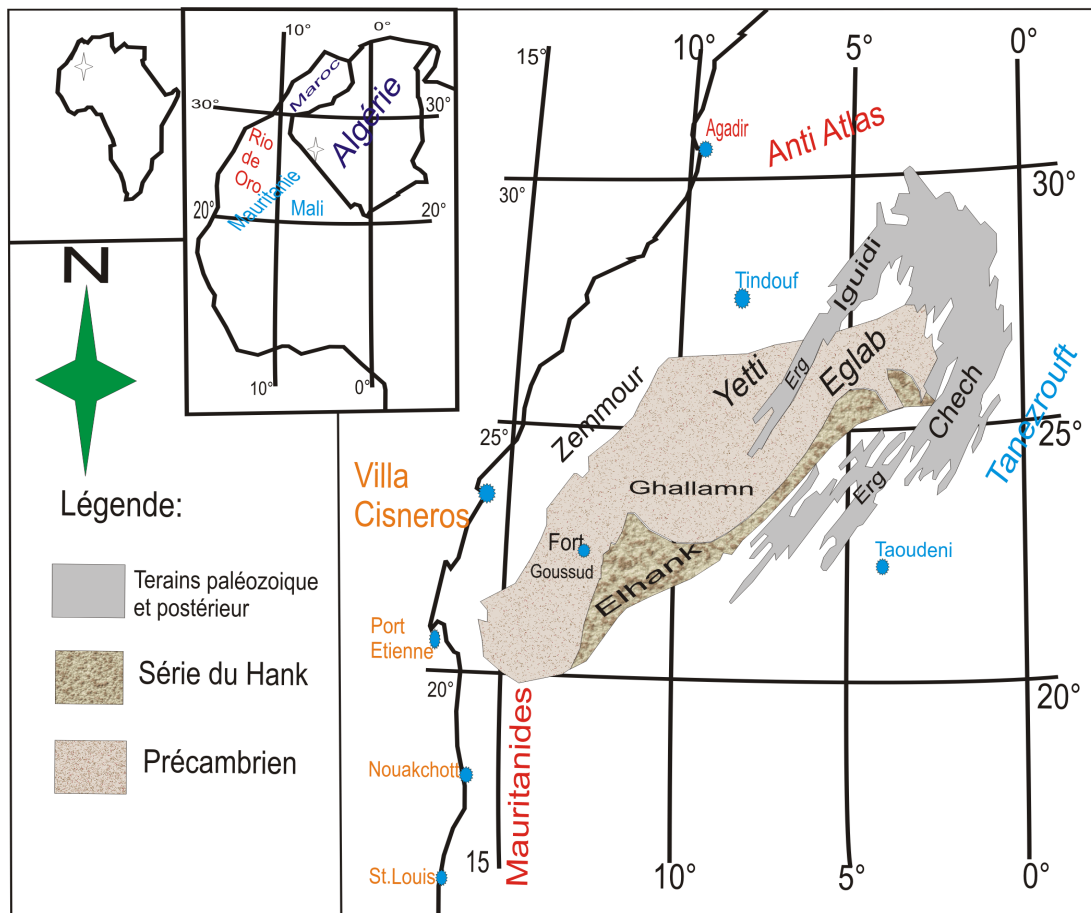 10°
0°
30°
30°
Maroc
Algérie
Rio
de
Oro
Mauritanie
Mali
20°
20°
10°
0°
N
Légende:
Terains paléozoique
et postérieur
Série du Hank
Précambrien
15°
10°
5°
0°
Agadir
Anti Atlas
30°
30°
Tindouf
Erg
Iguidi
Yetti
Eglab
Zemmour
Chech
Erg
Tanezrouft
25°
25°
Villa
Cisneros
Ghallamn
Fort
Goussud
Elhank
Taoudeni
Port
Etienne
20°
20°
Mauritanides
Nouakchott
St.Louis
15
10°
5°
0°